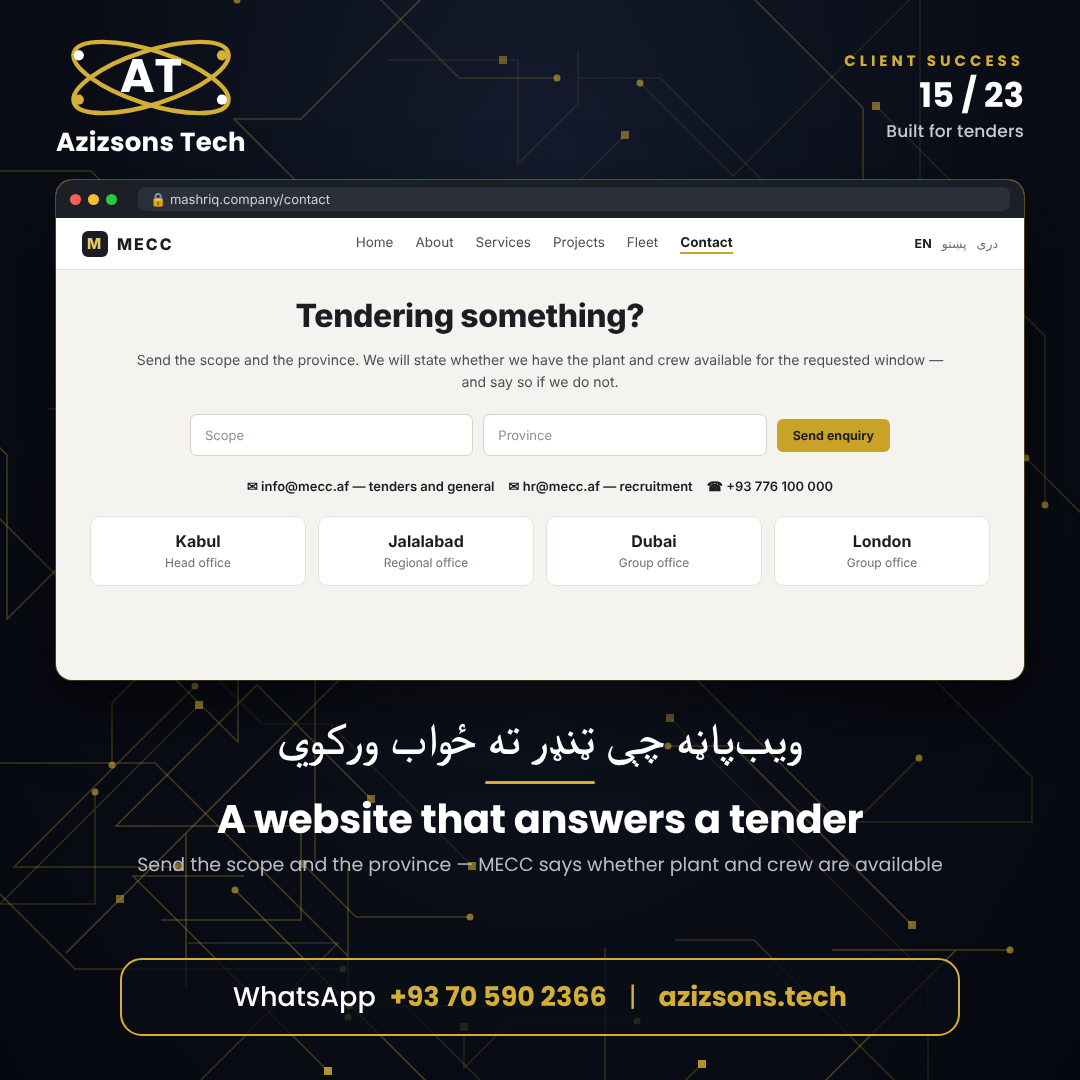 AT
Azizsons Tech
CLIENT SUCCESS
15 / 23
Built for tenders
🔒 mashriq.company/contact
M MECC Home About Services Projects Fleet Contact EN پښتو دری
Tendering something?
Send the scope and the province. We will state whether we have the plant and crew available for the requested window —
and say so if we do not.
Scope Province Send enquiry
✉ info@mecc.af — tenders and general ✉ hr@mecc.af — recruitment ☎ +93 776 100 000
Kabul Jalalabad Dubai London
Head office Regional office Group office Group office
ویب‌پاڼه چې ټنډر ته ځواب ورکوي
A website that answers a tender
Send the scope and the province — MECC says whether plant and crew are available
WhatsApp +93 70 590 2366 | azizsons.tech